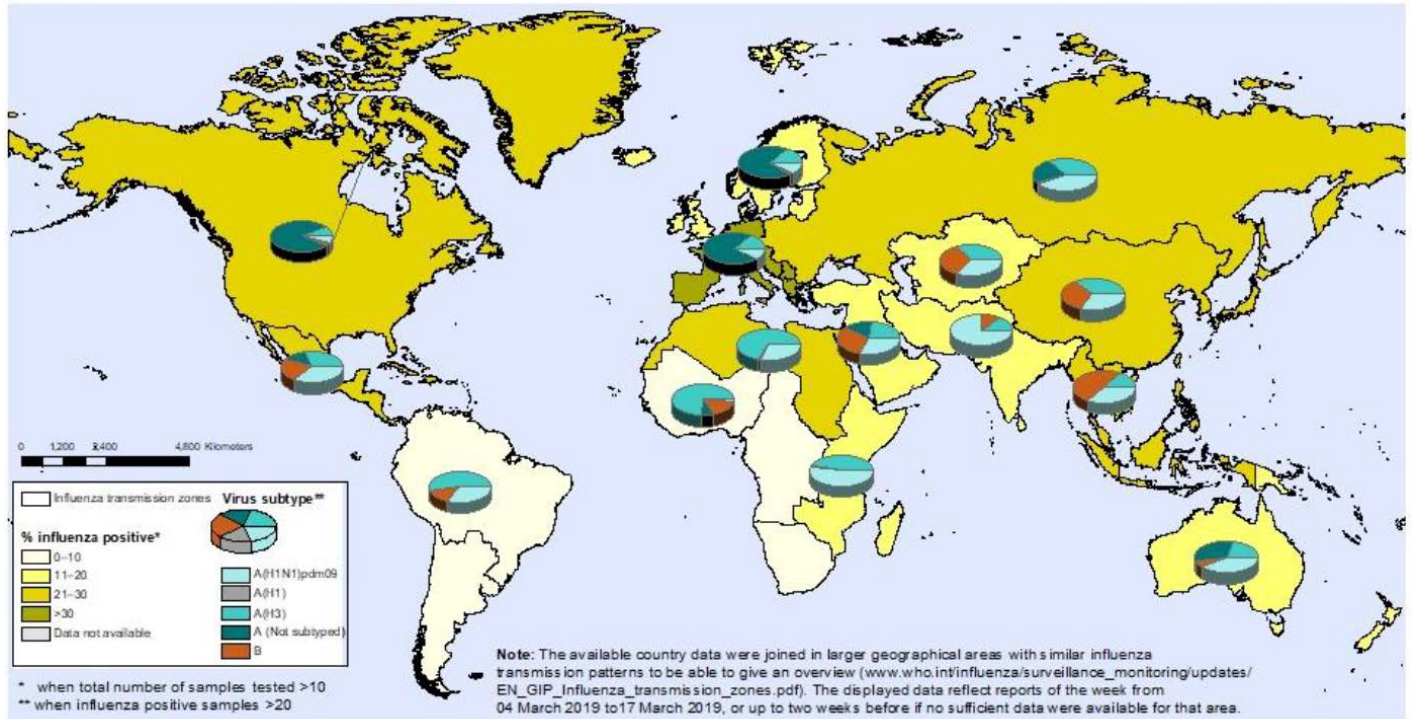 0 1,200 2,400 4,800 Kilometers
Influenza transmission zones
Virus subtype**
% influenza positive*
0–10
11–20
21–30
>30
Data not available
A(H1N1)pdm09
A(H1)
A(H3)
A (Not subtyped)
B
* when total number of samples tested >10
** when influenza positive samples >20
Note: The available country data were joined in larger geographical areas with similar influenza
transmission patterns to be able to give an overview (www.who.int/influenza/surveillance_monitoring/updates/
EN_GIP_Influenza_transmission_zones.pdf). The displayed data reflect reports of the week from
04 March 2019 to17 March 2019, or up to two weeks before if no sufficient data were available for that area.